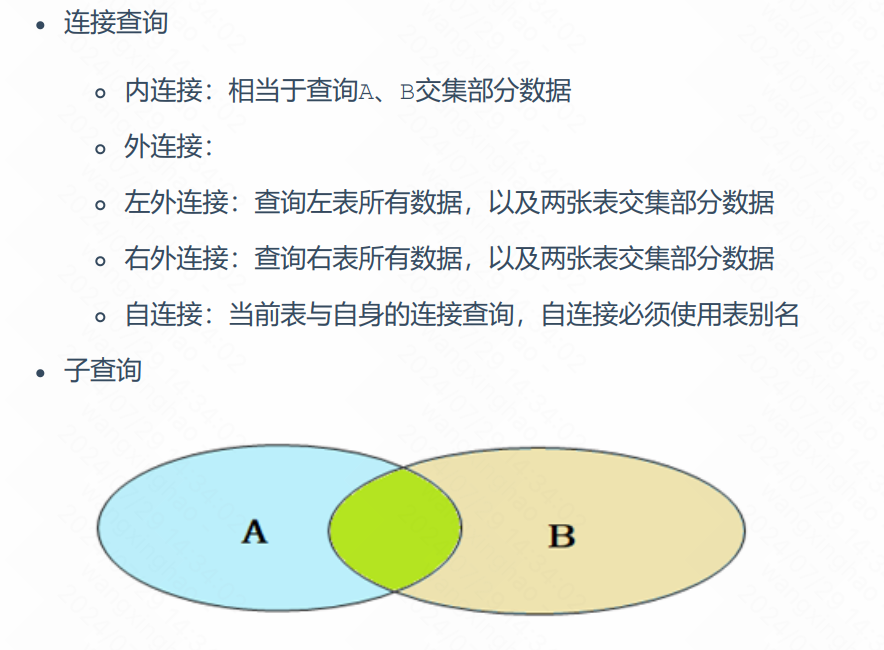 连接查询
内连接：相当于查询A、B交集部分数据
外连接：
左外连接：查询左表所有数据，以及两张表交集部分数据
右外连接：查询右表所有数据，以及两张表交集部分数据
自连接：当前表与自身的连接查询，自连接必须使用表别名
子查询
A
B